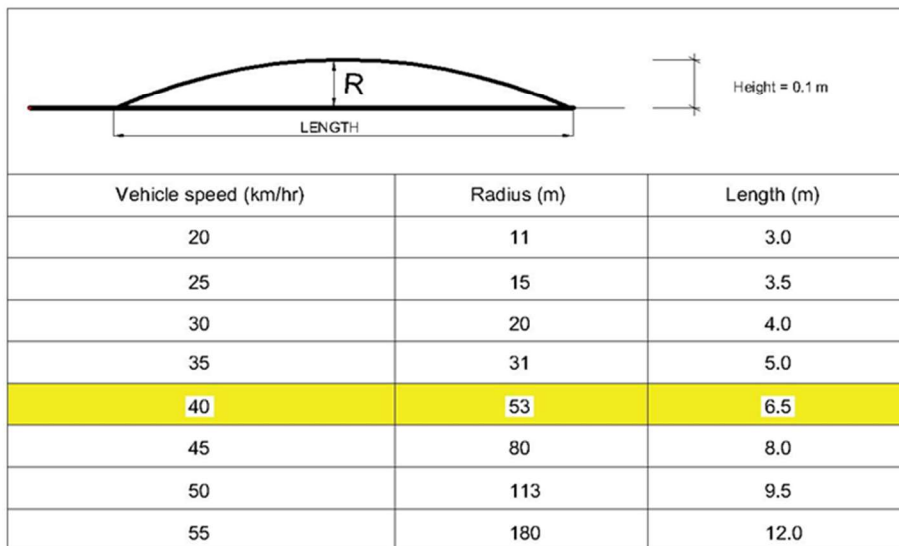 R
Height = 0.1 m
LENGTH
Vehicle speed (km/hr) Radius (m) Length (m)
20 11 3.0
25 15 3.5
30 20 4.0
35 31 5.0
40 53 6.5
45 80 8.0
50 113 9.5
55 180 12.0